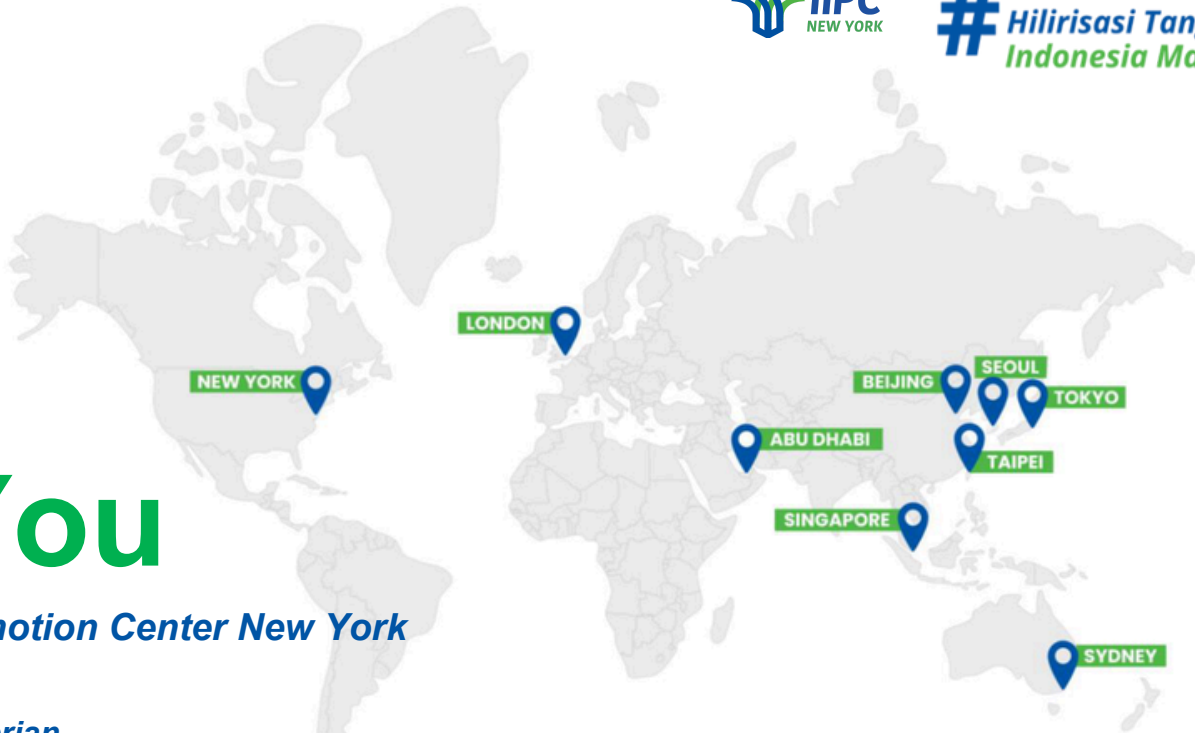 IIPC
NEW YORK
# Hilirisasi
Indonesia
LONDON
NEW YORK
SEOUL
BEIJING
TOKYO
ABU DHABI
TAIPEI
You
SINGAPORE
Center New York
SYDNEY